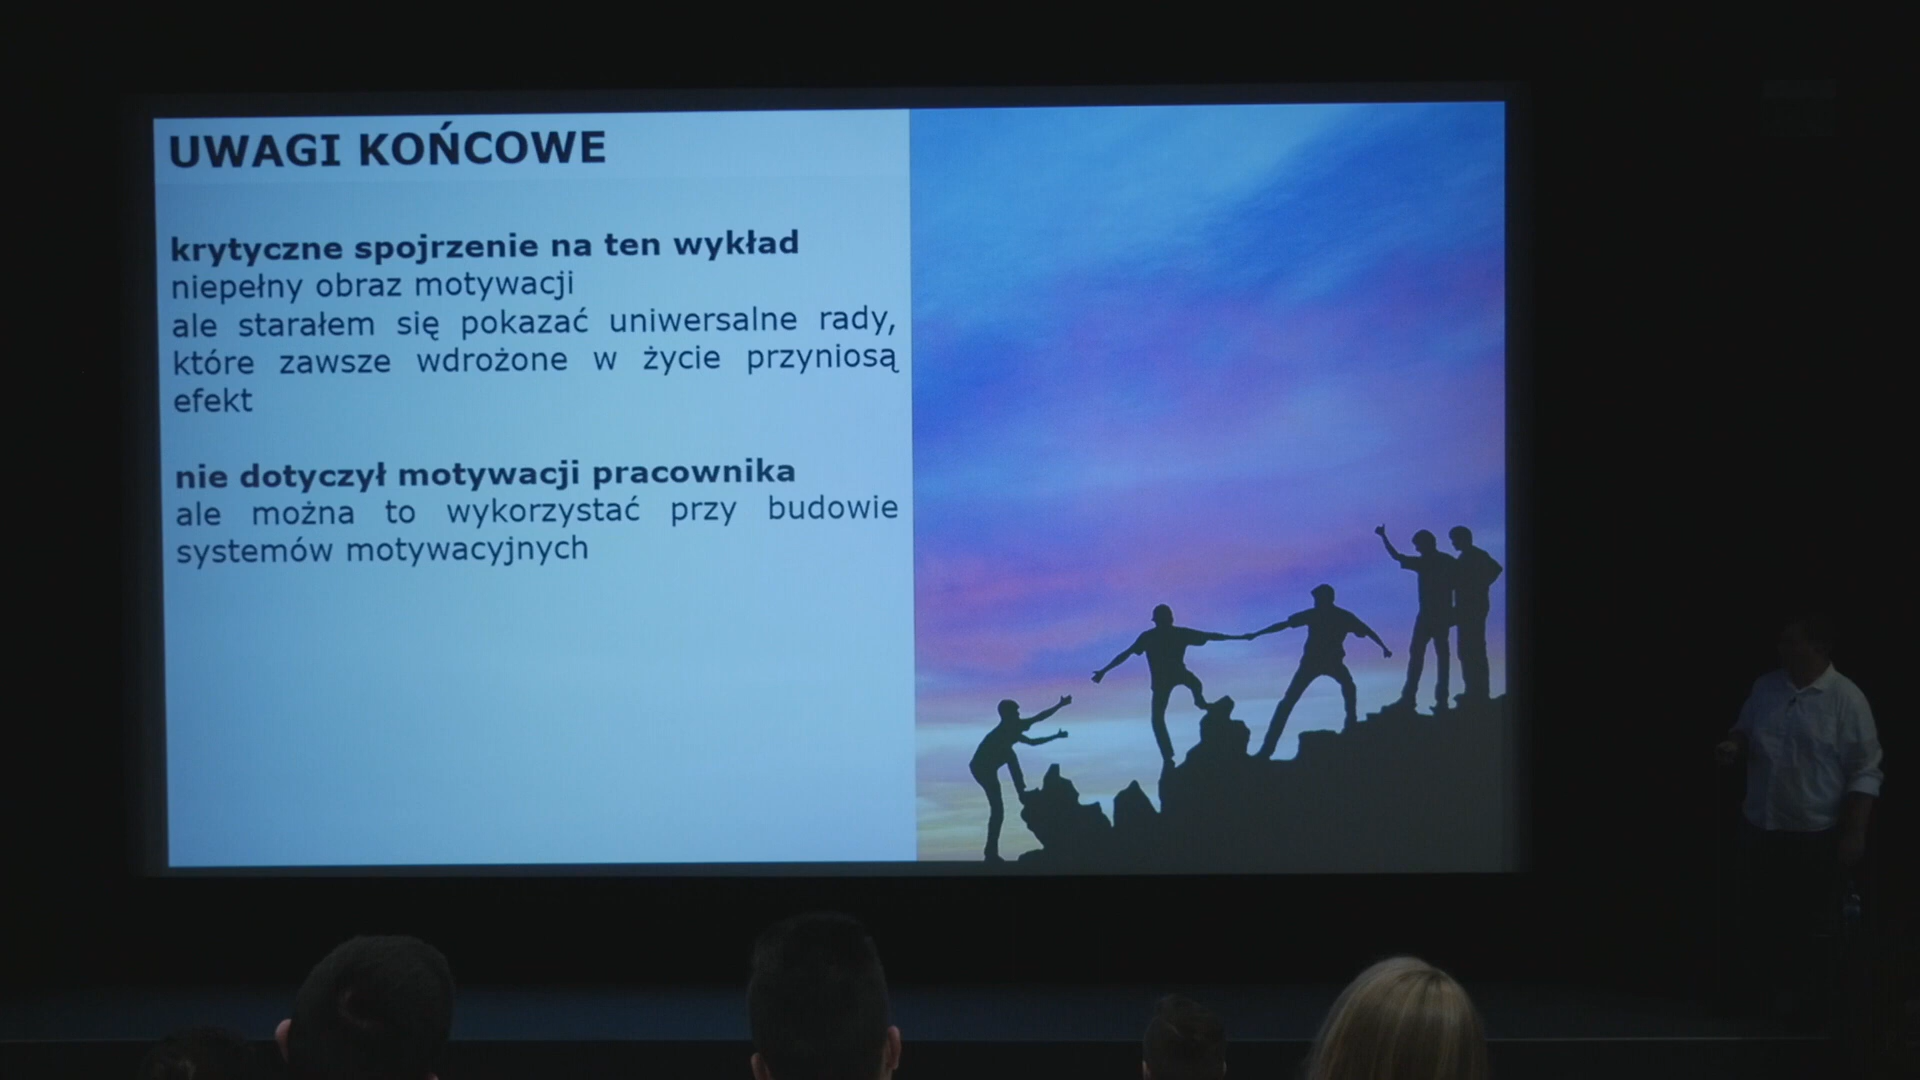 UWAGI KOŃCOWE
krytyczne spojrzenie na ten wykład
niepełny obraz motywacji
ale starałem się pokazać uniwersalne rady,
które zawsze wdrożone w życie przyniosą
efekt
nie dotyczył motywacji pracownika
ale można to wykorzystać przy budowie
systemów motywacyjnych